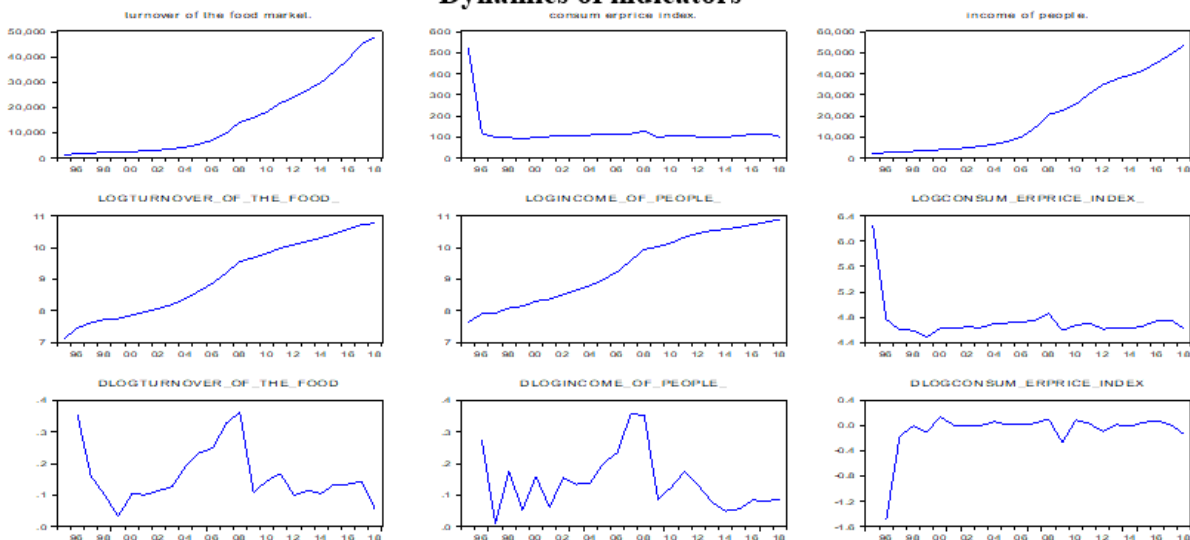 Dynamics of indicators
turnover of the food market. consum erprice index. income of people.
50,000 600 60,000
40,000 500 50,000
30,000 400 40,000
20,000 300 30,000
10,000 200 20,000
100 10,000
0 0 0
96 98 00 02 04 06 08 10 12 14 16 18 96 98 00 02 04 06 08 10 12 14 16 18 96 98 00 02 04 06 08 10 12 14 16 18
LOGTURNOVER_OF_THE_FOOD_ LOGINCOME_OF_PEOPLE_ LOGCONSUM_ERPRICE_INDEX_
11 11 6.4
10 10 6.0
9 9 5.6
8 8 5.2
7 7 4.8
4.4
96 98 00 02 04 06 08 10 12 14 16 18 96 98 00 02 04 06 08 10 12 14 16 18 96 98 00 02 04 06 08 10 12 14 16 18
DLOGTURNOVER_OF_THE_FOOD DLOGINCOME_OF_PEOPLE_ DLOGCONSUM_ERPRICE_INDEX
.4 .4 0.4
.3 .3 0.0
.2 .2 -0.4
.1 .1 -0.8
.0 .0 -1.2
-1.6
96 98 00 02 04 06 08 10 12 14 16 18 96 98 00 02 04 06 08 10 12 14 16 18 96 98 00 02 04 06 08 10 12 14 16 18